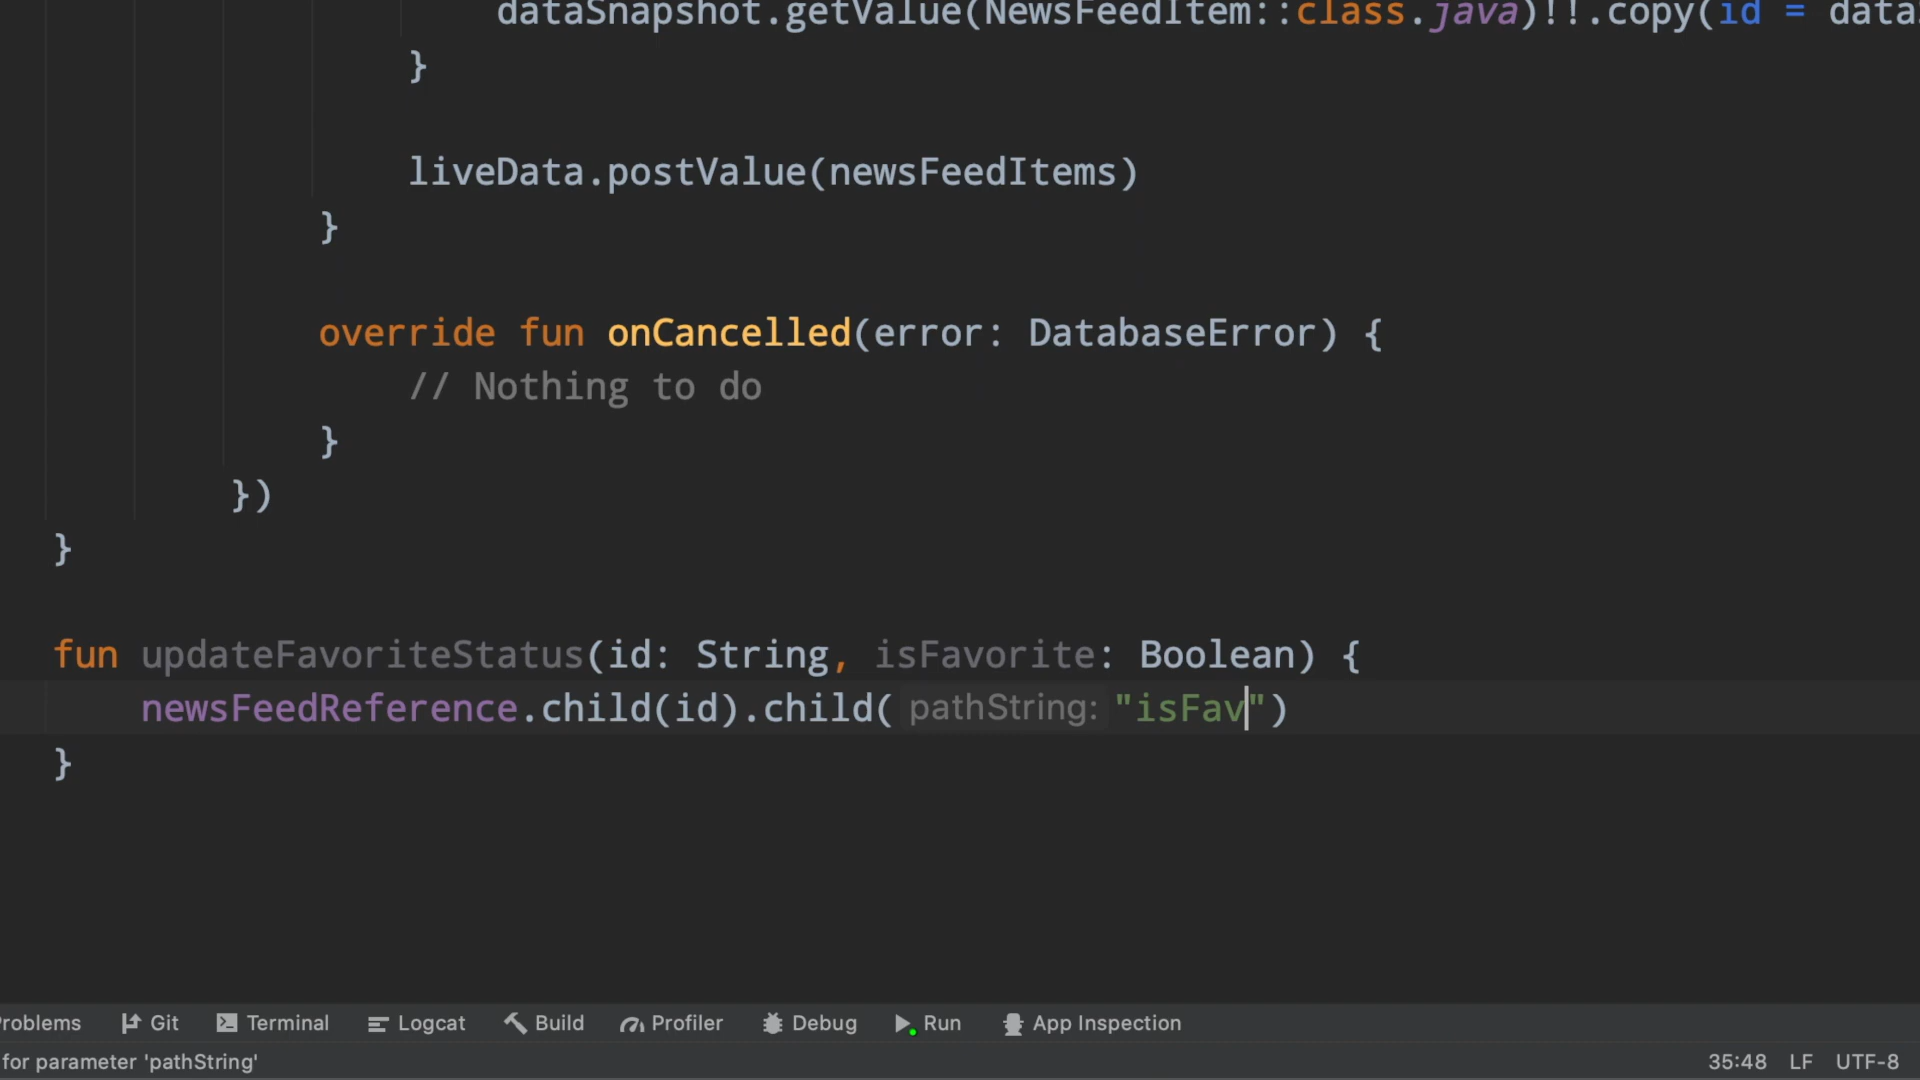 dataSnapshot.getValue(NewsFeedItem::class.java)!!.copy(id = data
}
liveData.postValue(newsFeedItems)
}
override fun onCancelled(error: DatabaseError) {
// Nothing to do
}
})
}
fun updateFavoriteStatus(id: String, isFavorite: Boolean) {
newsFeedReference.child(id).child( pathString: "isFav")
}
roblems Git Terminal Logcat Build Profiler Debug Run App Inspection
for parameter 'pathString' 35:48 LF UTF-8